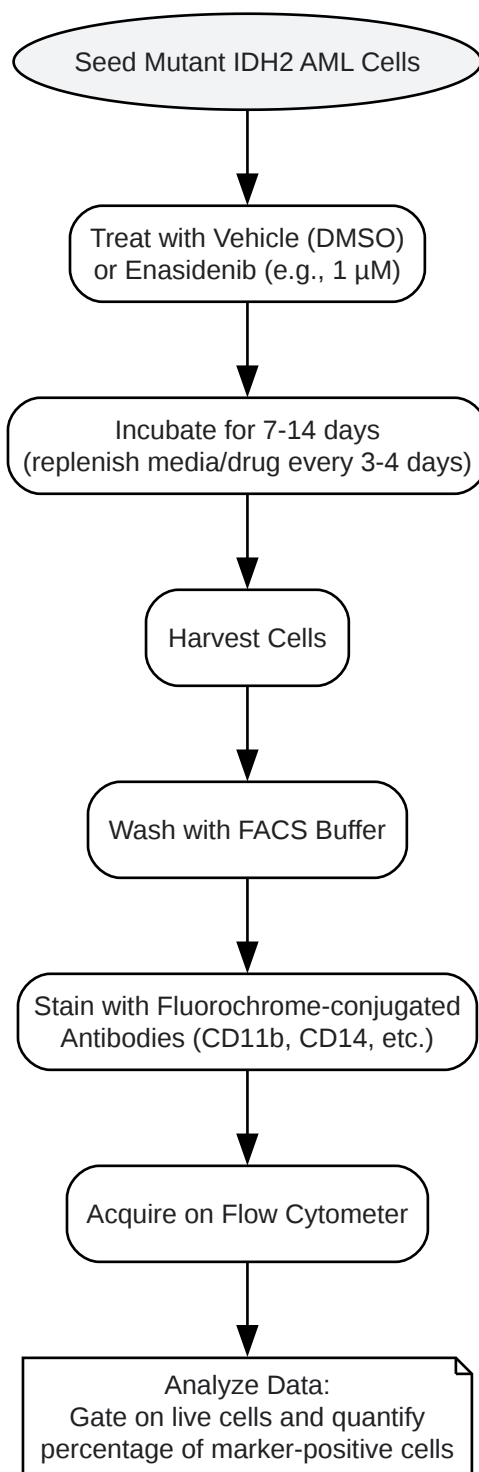 Seed Mutant IDH2 AML Cells
Treat with Vehicle (DMSO)
or Enasidenib (e.g., 1 µM)
Incubate for 7-14 days
(replenish media/drug every 3-4 days)
Harvest Cells
Wash with FACS Buffer
Stain with Fluorochrome-conjugated
Antibodies (CD11b, CD14, etc.)
Acquire on Flow Cytometer
Analyze Data:
Gate on live cells and quantify
percentage of marker-positive cells